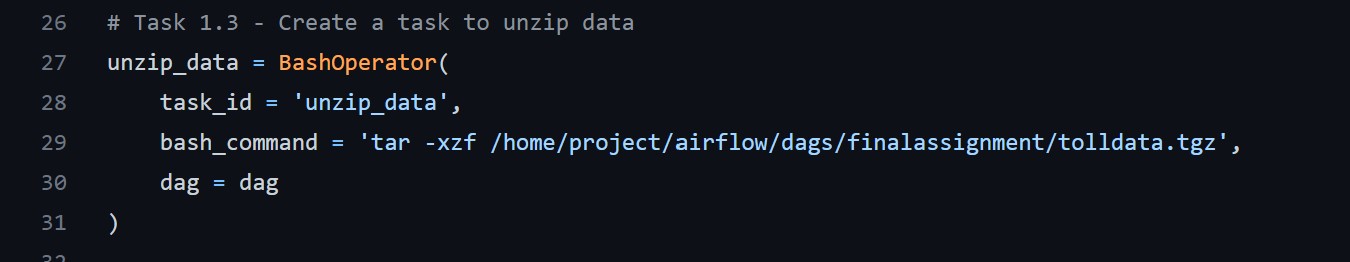 26 # Task 1.3 - Create a task to unzip data
27 unzip_data = BashOperator(
28     task_id = 'unzip_data',
29     bash_command = 'tar -xzf /home/project/airflow/dags/finalassignment/tolldata.tgz',
30     dag = dag
31 )
32